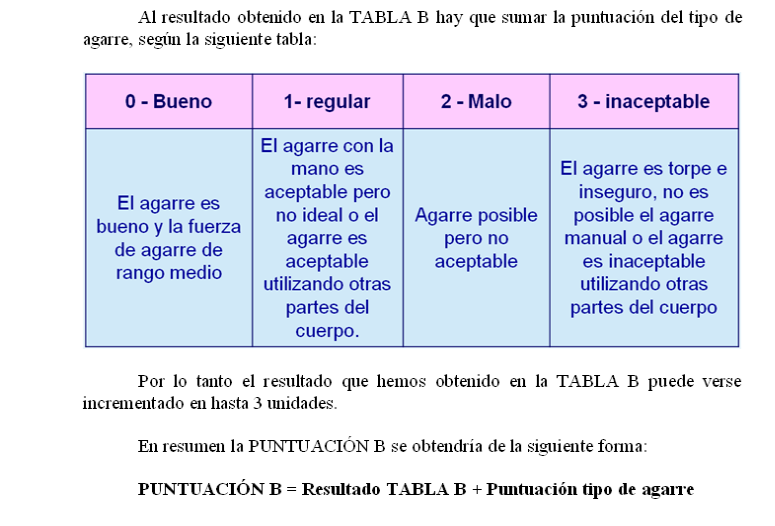 Al resultado obtenido en la TABLA B hay que sumar la puntuación del tipo de
agarre, según la siguiente tabla:
0 - Bueno
1- regular
2 - Malo
3 - inaceptable
El agarre es
bueno y la fuerza
de agarre de
rango medio
El agarre con la
mano es
aceptable pero
no ideal o el
agarre es
aceptable
utilizando otras
partes del
cuerpo.
Agarre posible
pero no
aceptable
El agarre es torpe e
inseguro, no es
posible el agarre
manual o el agarre
es inaceptable
utilizando otras
partes del cuerpo
Por lo tanto el resultado que hemos obtenido en la TABLA B puede verse
incrementado en hasta 3 unidades.
En resumen la PUNTUACIÓN B se obtendría de la siguiente forma:
PUNTUACIÓN B = Resultado TABLA B + Puntuación tipo de agarre